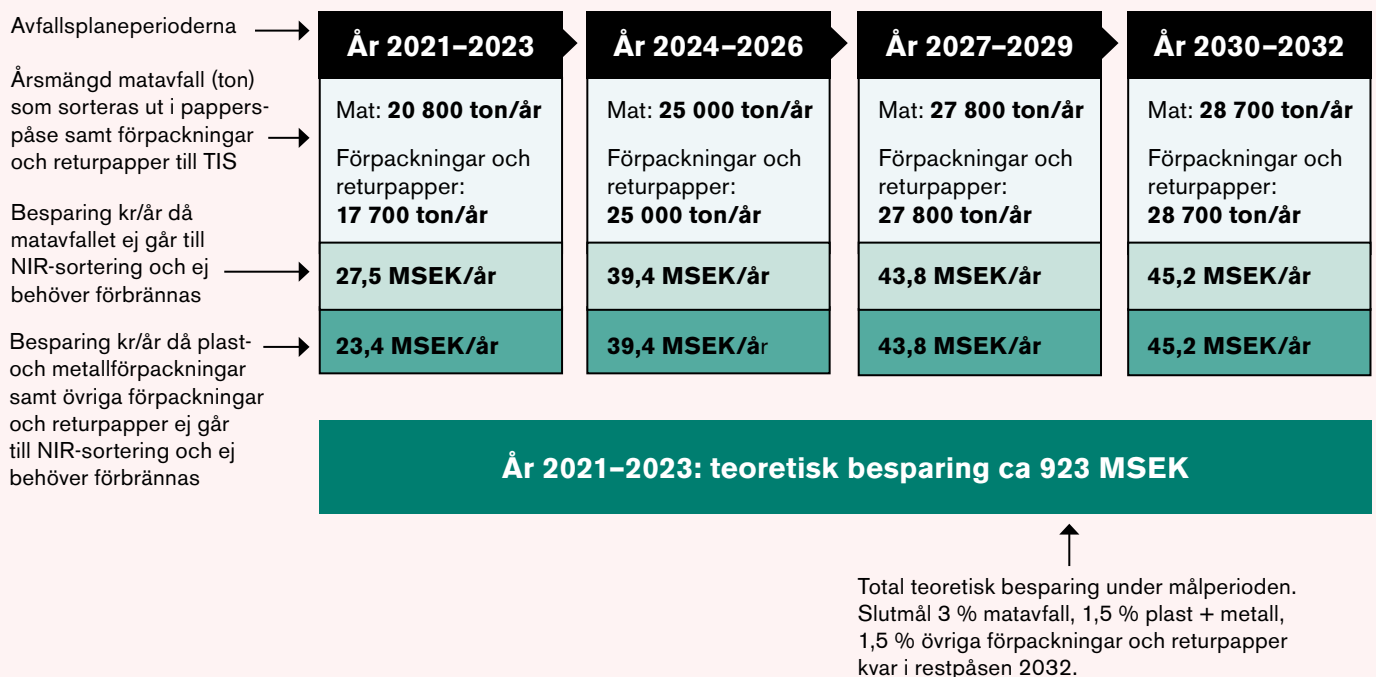 Avfallsplaneperioderna
År 2021–2023
År 2024–2026
År 2027–2029
År 2030–2032
Årsmängd matavfall (ton)
som sorteras ut i pappers-
påse samt förpackningar
och returpapper till TIS
Mat: 20 800 ton/år
Förpackningar och
returpapper:
17 700 ton/år
Mat: 25 000 ton/år
Förpackningar och
returpapper:
25 000 ton/år
Mat: 27 800 ton/år
Förpackningar och
returpapper:
27 800 ton/år
Mat: 28 700 ton/år
Förpackningar och
returpapper:
28 700 ton/år
Besparing kr/år då
matavfallet ej går till
NIR-sortering och ej
behöver förbrännas
27,5 MSEK/år
39,4 MSEK/år
43,8 MSEK/år
45,2 MSEK/år
Besparing kr/år då plast-
och metallförpackningar
samt övriga förpackningar
och returpapper ej går
till NIR-sortering och ej
behöver förbrännas
23,4 MSEK/år
39,4 MSEK/år
43,8 MSEK/år
45,2 MSEK/år
År 2021–2023: teoretisk besparing ca 923 MSEK
Total teoretisk besparing under målperioden.
Slutmål 3 % matavfall, 1,5 % plast + metall,
1,5 % övriga förpackningar och returpapper
kvar i restpåsen 2032.